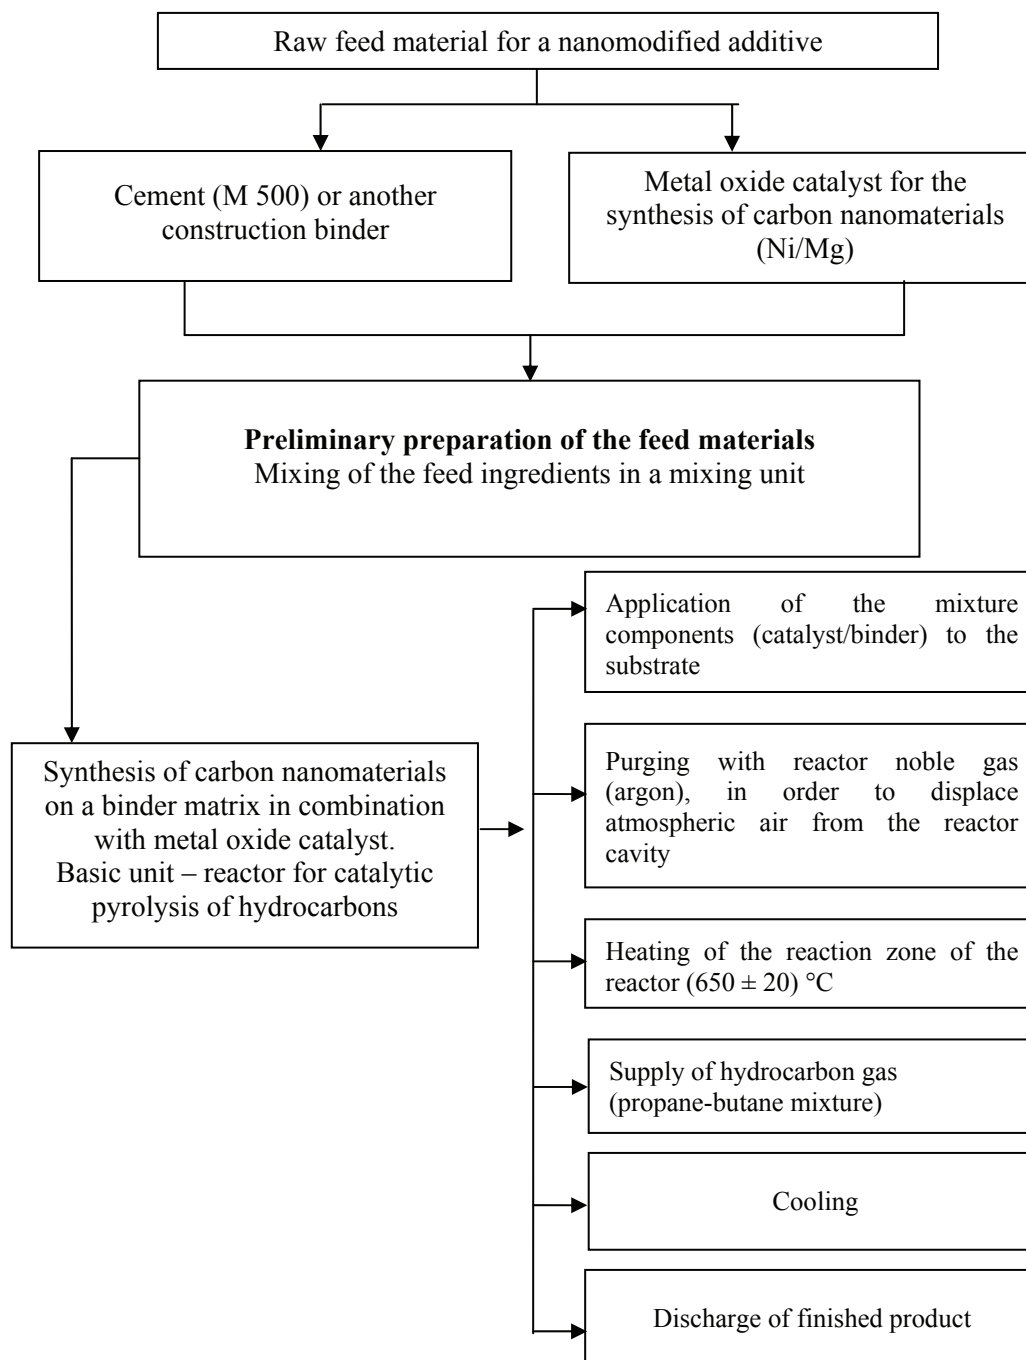 Raw feed material for a nanomodified additive
Cement (M 500) or another
construction binder
Metal oxide catalyst for the
synthesis of carbon nanomaterials
(Ni/Mg)
Preliminary preparation of the feed materials
Mixing of the feed ingredients in a mixing unit
Synthesis of carbon nanomaterials
on a binder matrix in combination
with metal oxide catalyst.
Basic unit – reactor for catalytic
pyrolysis of hydrocarbons
Application of the mixture
components (catalyst/binder) to the
substrate
Purging with reactor noble gas
(argon), in order to displace
atmospheric air from the reactor
cavity
Heating of the reaction zone of the
reactor (650 ± 20) °C
Supply of hydrocarbon gas
(propane-butane mixture)
Cooling
Discharge of finished product